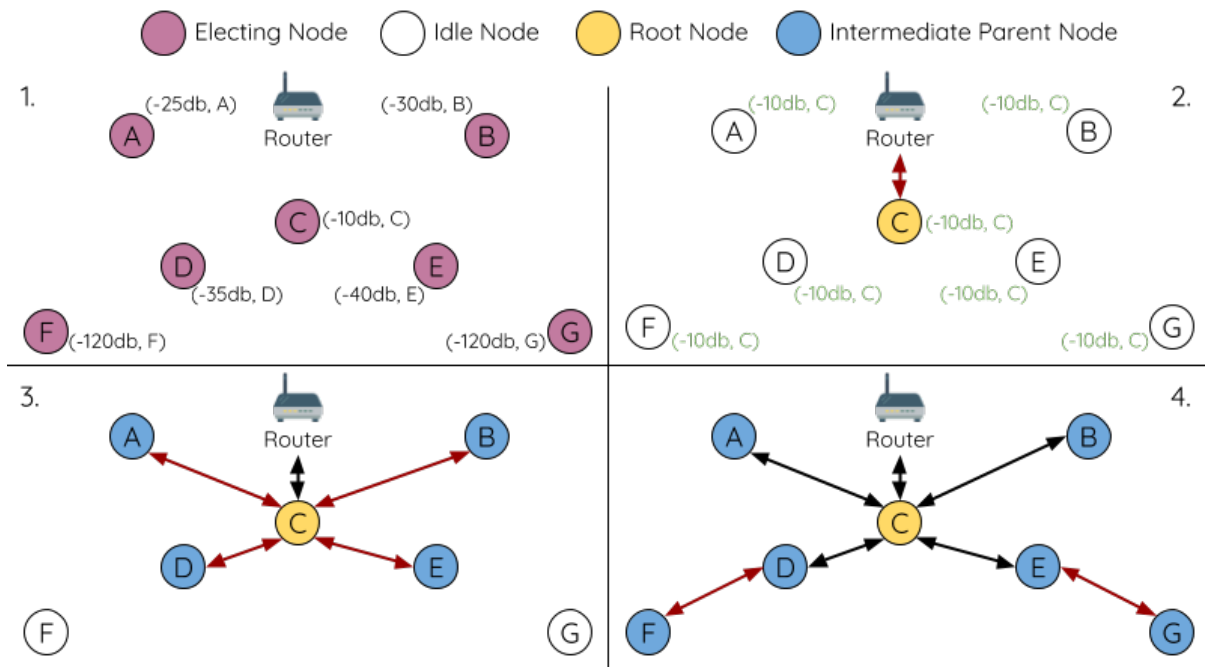 Electing Node Idle Node Root Node Intermediate Parent Node
1.
(-25db, A) (-30db, B)
A Router B
C (-10db, C)
D E
(-35db, D) (-40db, E)
F (-120db, F) (-120db, G) G
2.
(-10db, C) (-10db, C)
A Router B
C (-10db, C)
D E
(-10db, C) (-10db, C)
F (-10db, C) (-10db, C) G
3.
A Router B
C
D E
F G
4.
A Router B
C
D E
F G